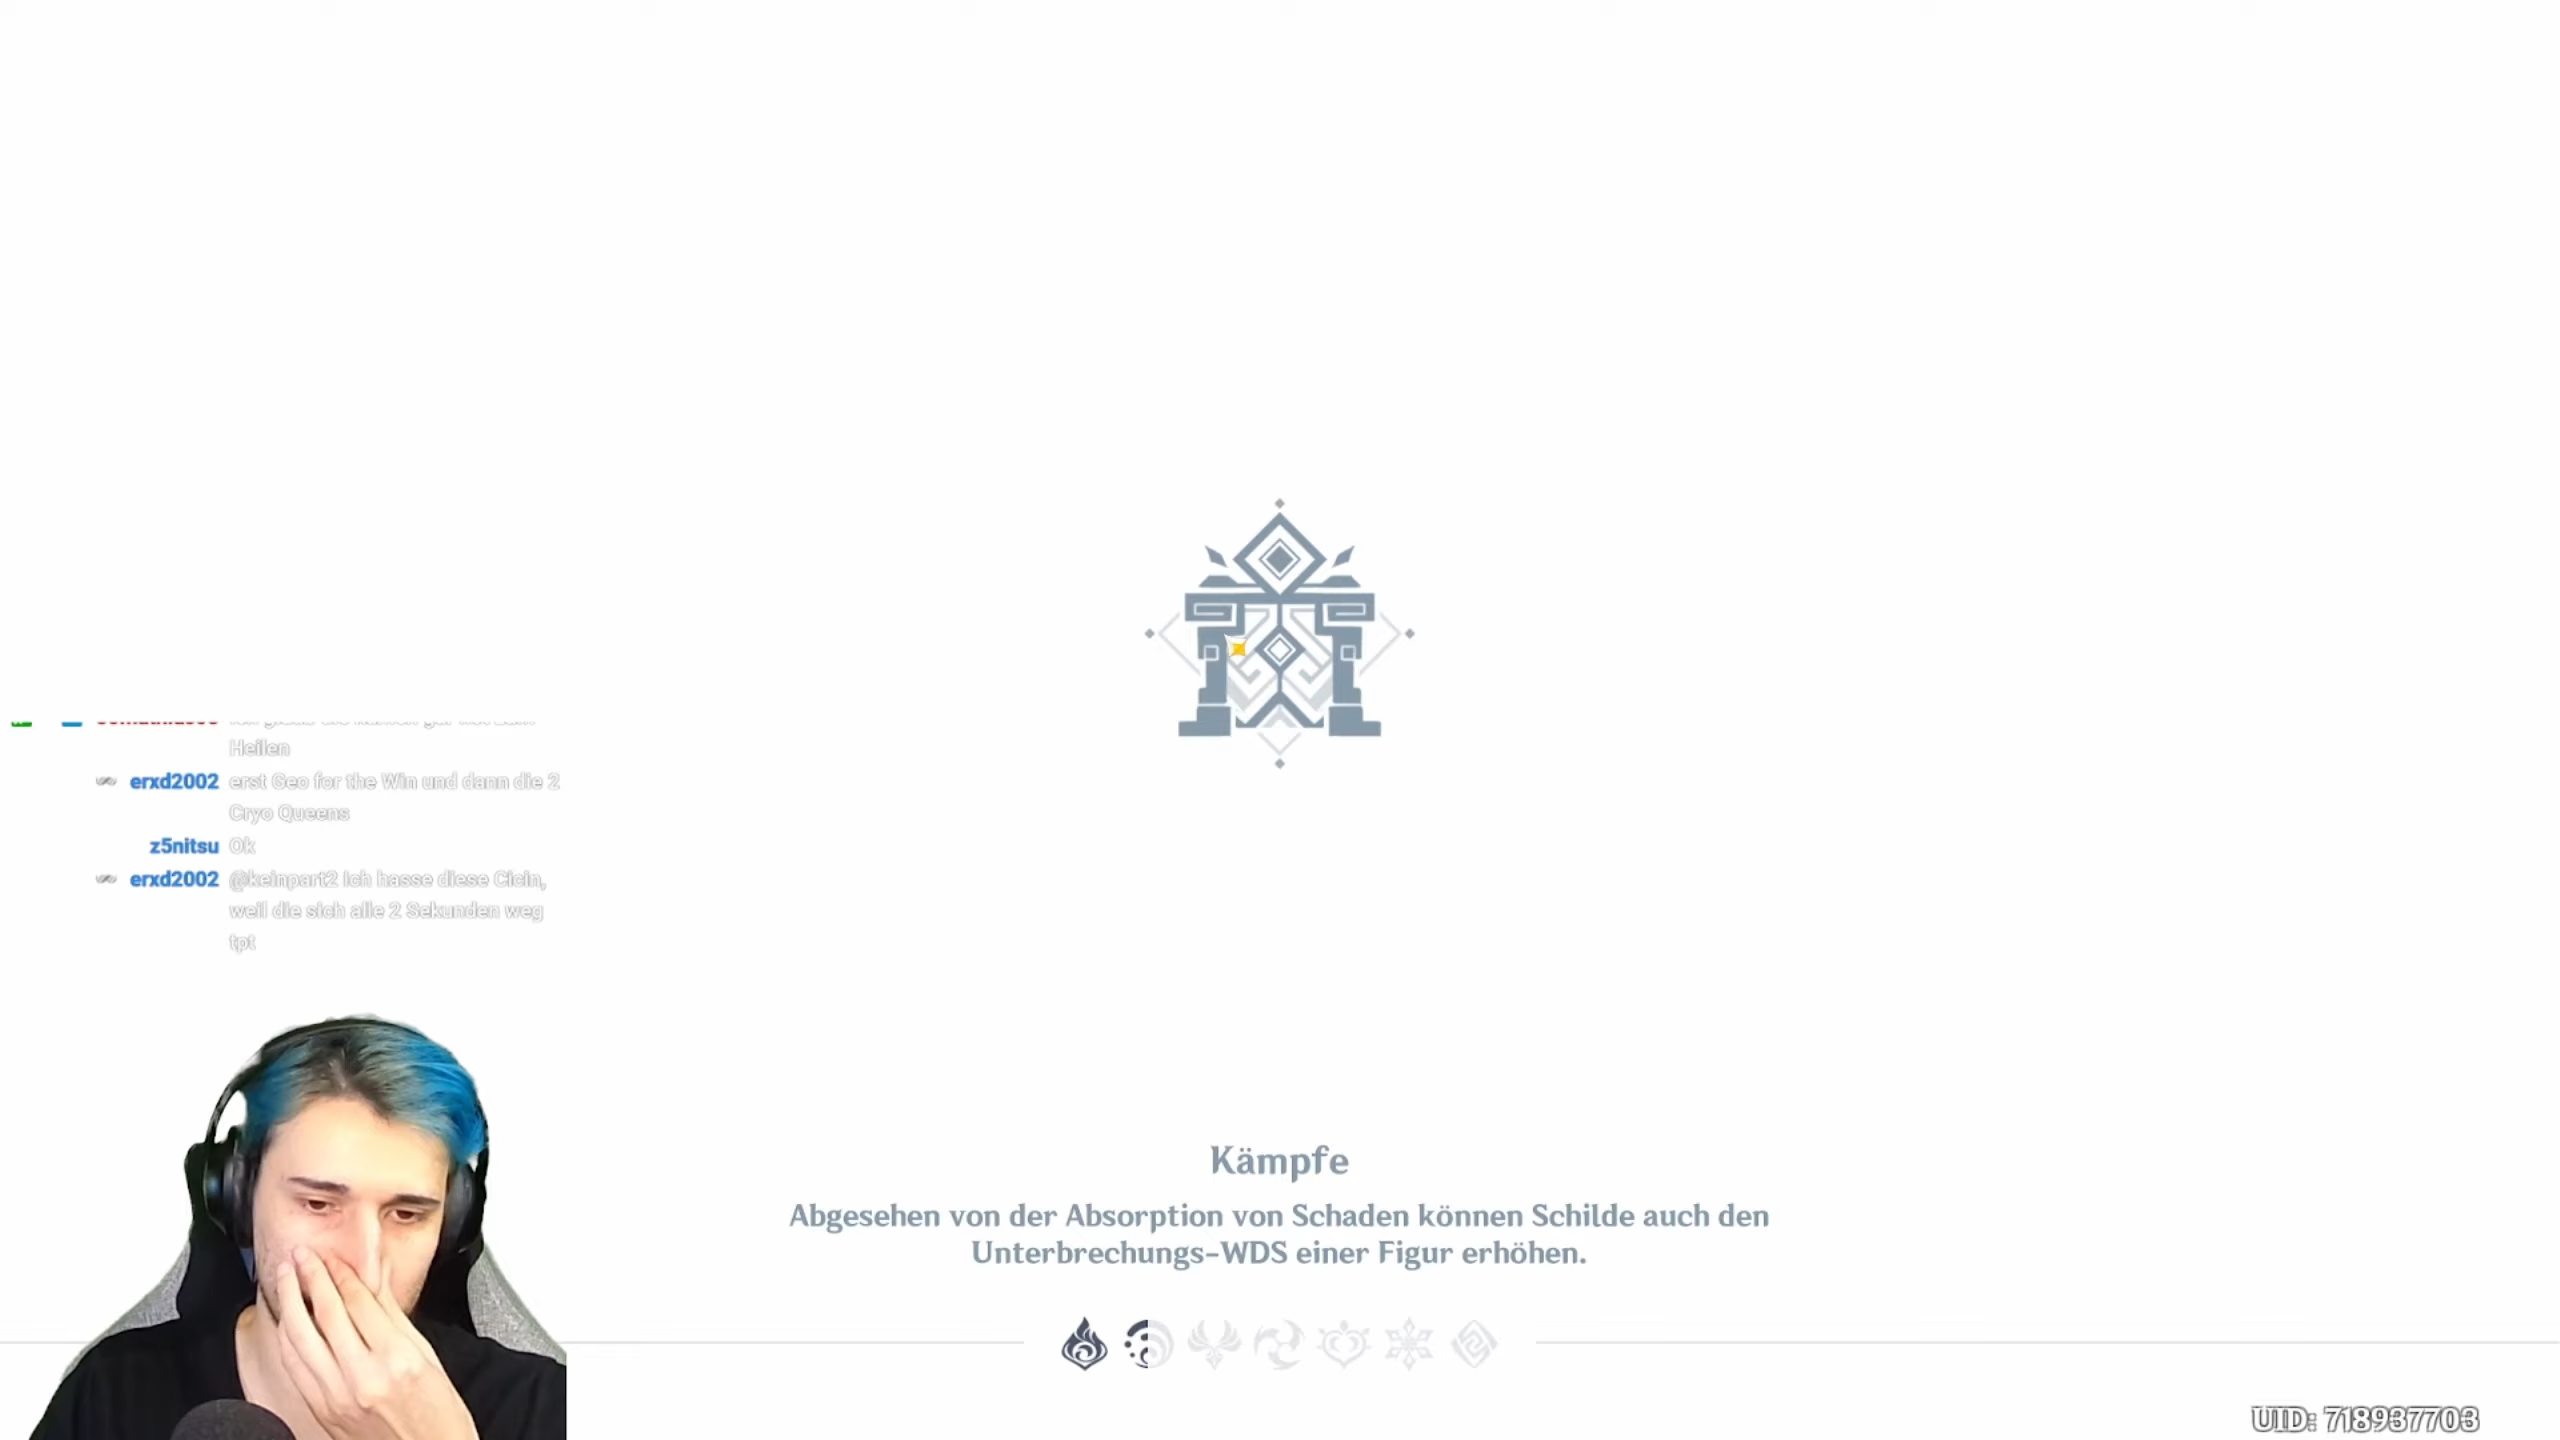 Heilen
erxd2002 erst Geo for the Win und dann die 2
Cryo Queens
z5nitsu Ok
erxd2002 @keinpart2 Ich hasse diese Cicin,
weil die sich alle 2 Sekunden weg
tpt
Kämpfe
Abgesehen von der Absorption von Schaden können Schilde auch den
Unterbrechungs-WDS einer Figur erhöhen.
UID: 718937703